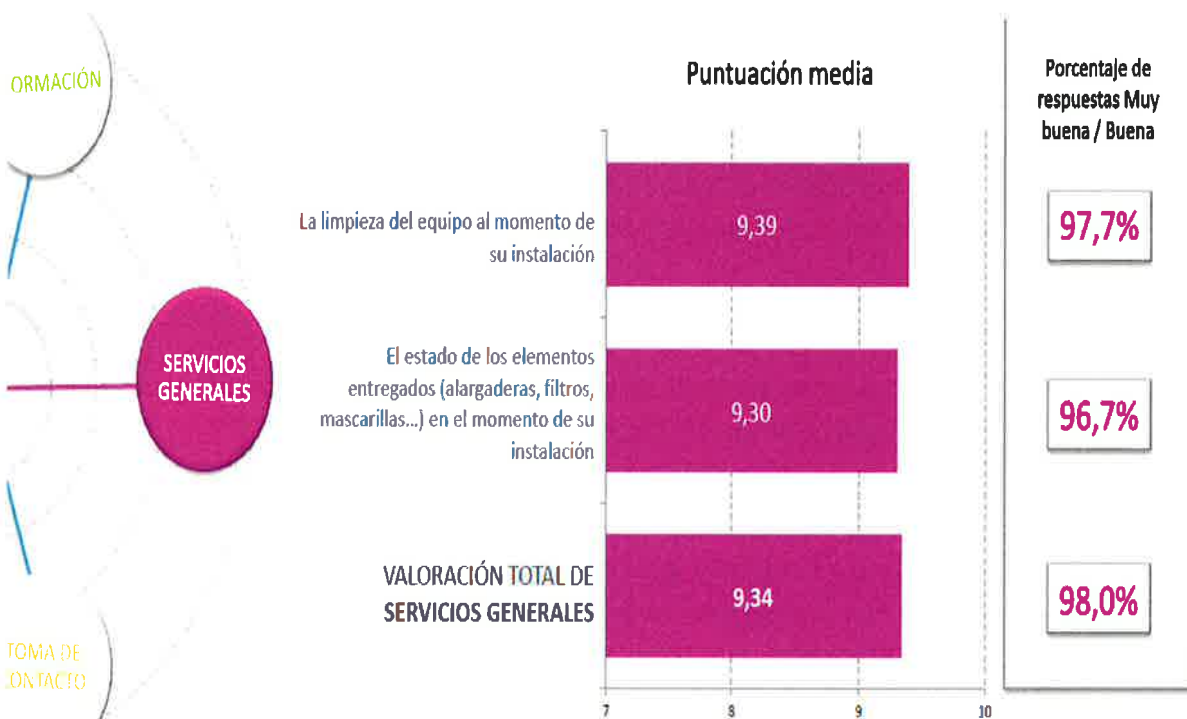 ORMACIÓN
SERVICIOS
GENERALES
TOMA DE
CONTACTO
Puntuación media
La limpieza del equipo al momento de
su instalación
9,39
El estado de los elementos
entregados (alargaderas, filtros,
mascarillas...) en el momento de su
instalación
9,30
VALORACIÓN TOTAL DE
SERVICIOS GENERALES
9,34
7 8 9 10
Porcentaje de
respuestas Muy
buena / Buena
97,7%
96,7%
98,0%